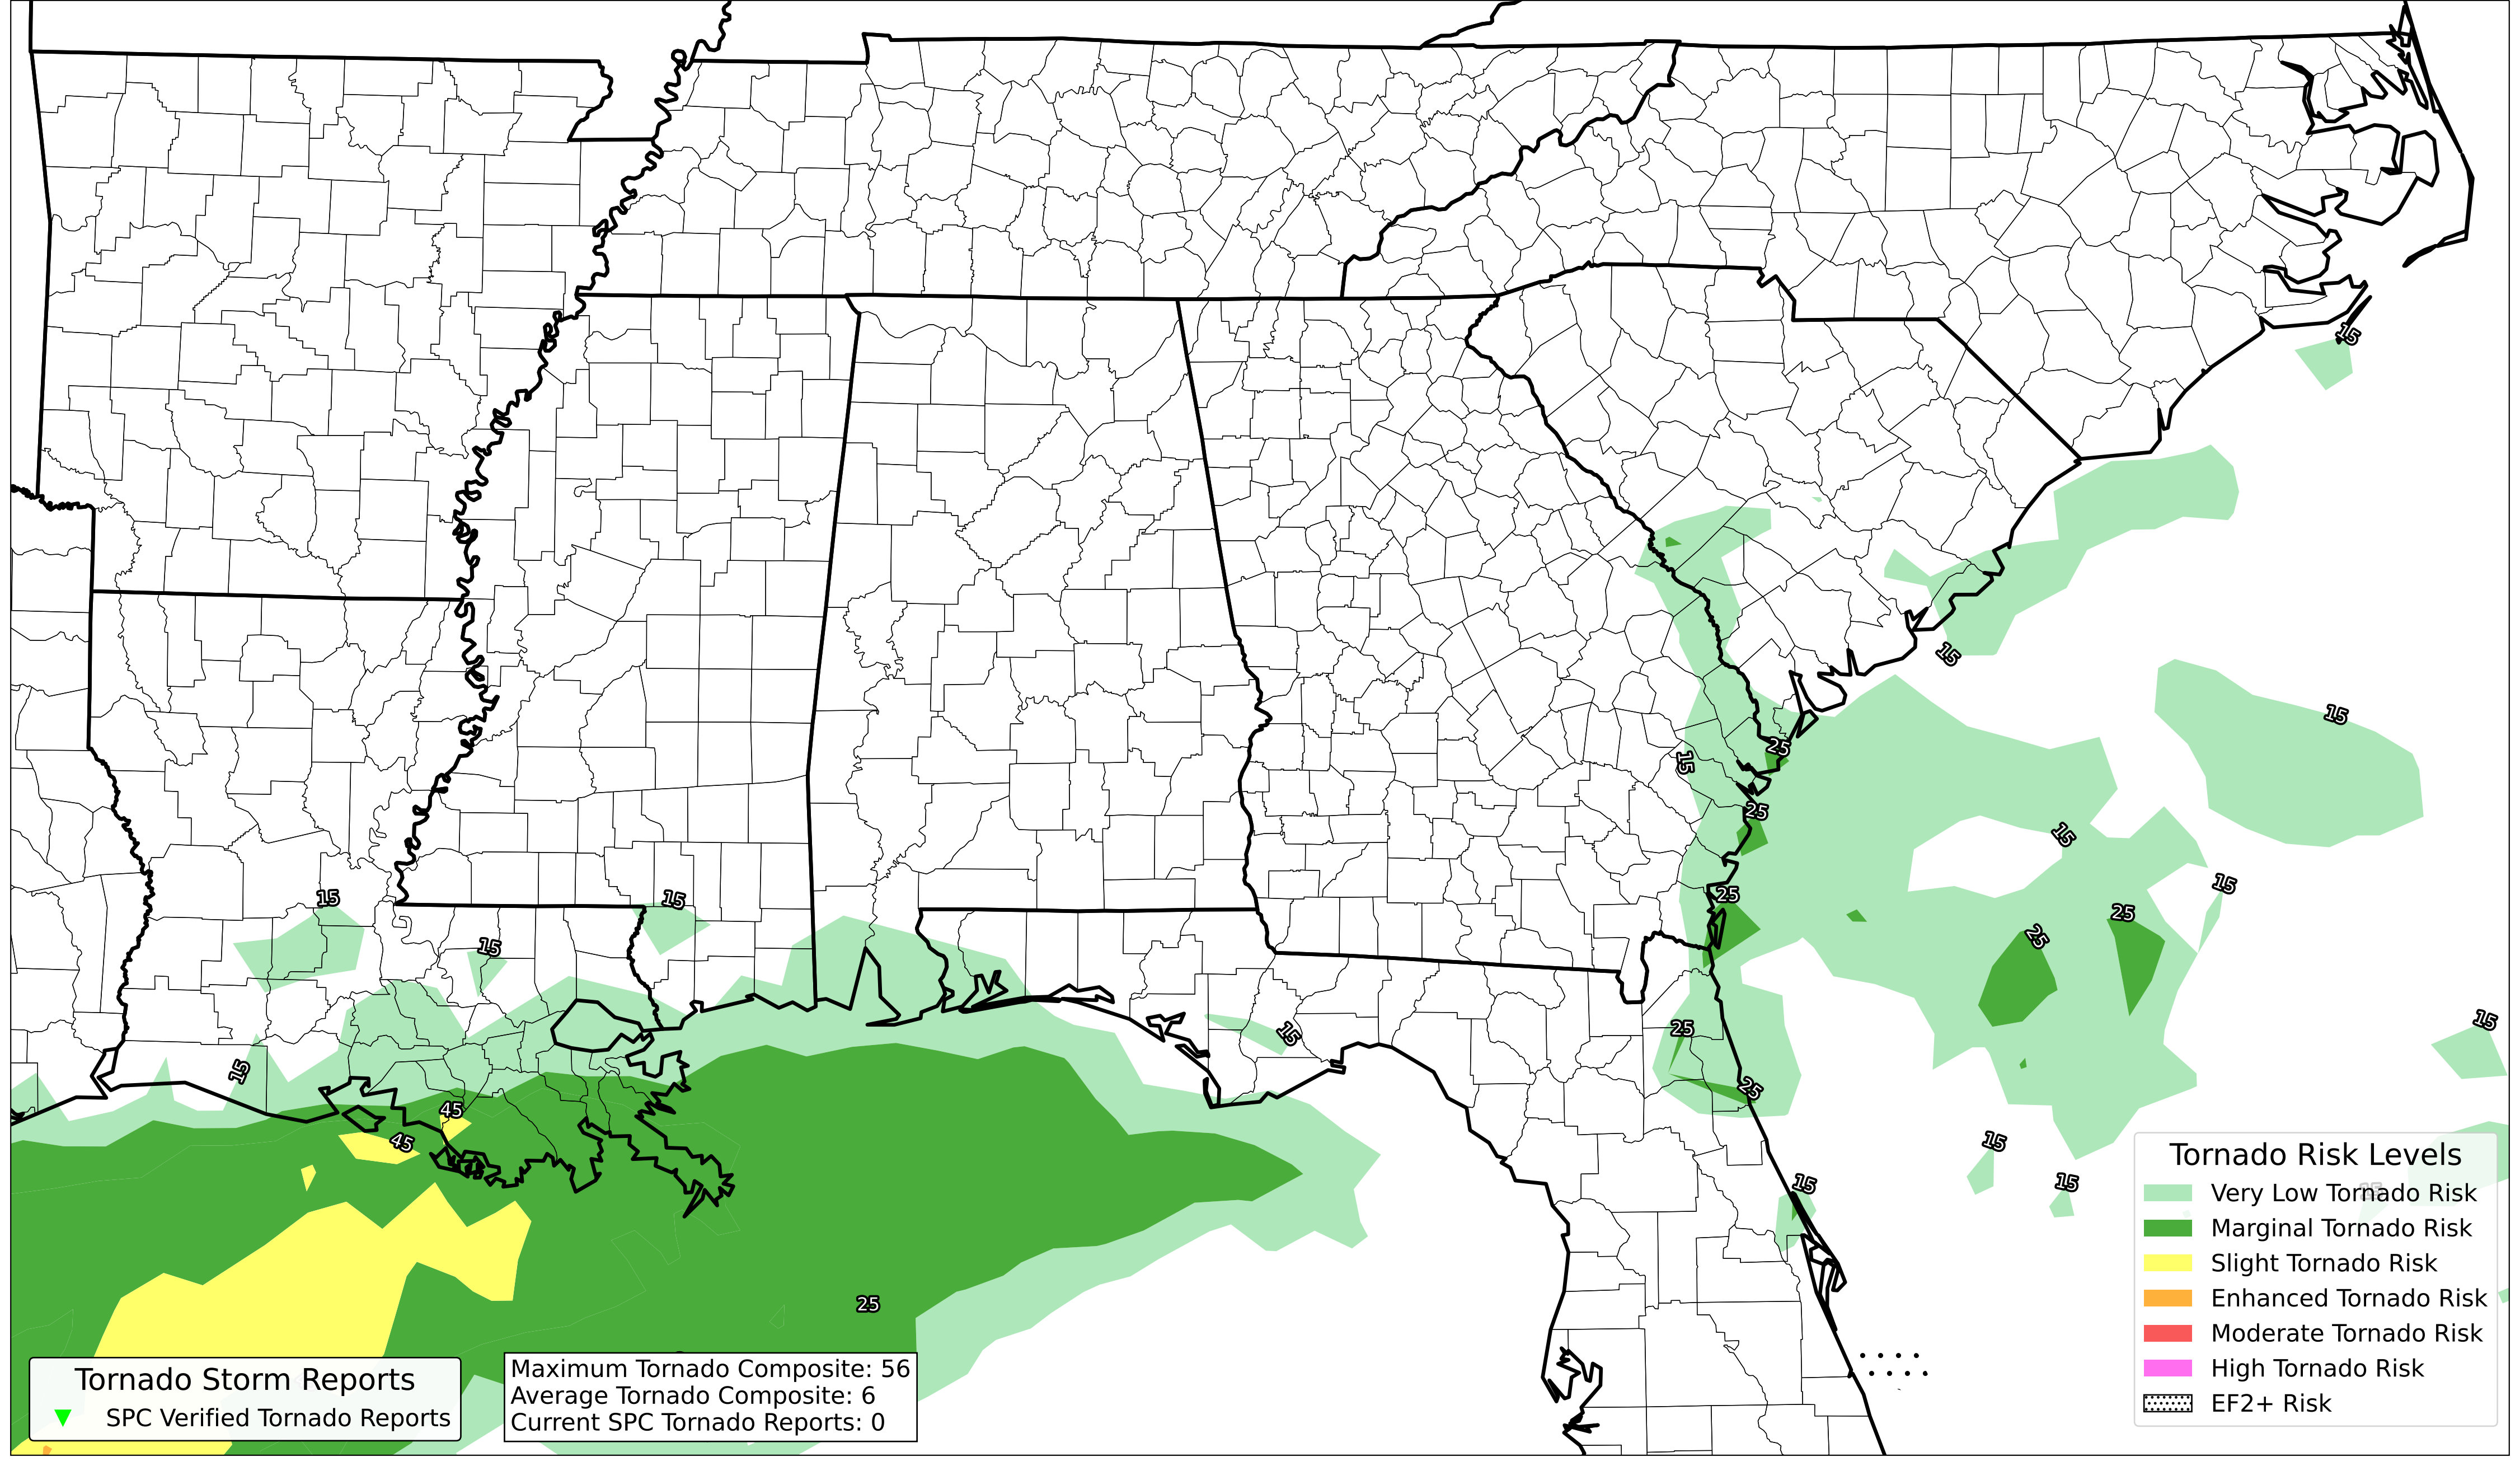 15
15
15
25
15
25
15
15
25
15
15
15
25
25
15
25
15
15
45
25
45
15
15
15
15
25
Tornado Risk Levels
Very Low Tornado Risk
Marginal Tornado Risk
Slight Tornado Risk
Enhanced Tornado Risk
Moderate Tornado Risk
High Tornado Risk
EF2+ Risk
Tornado Storm Reports
SPC Verified Tornado Reports
Maximum Tornado Composite: 56
Average Tornado Composite: 6
Current SPC Tornado Reports: 0